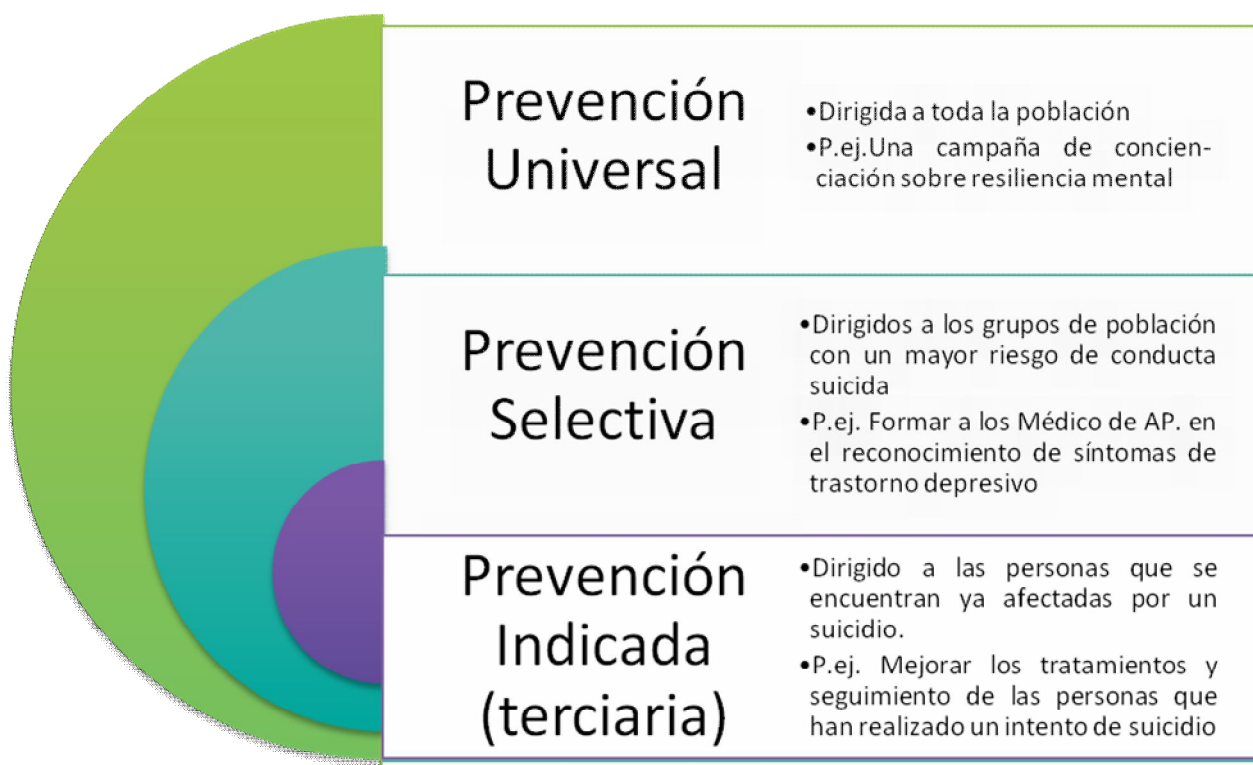 Prevención
Universal
•Dirigida a toda la población
•P.ej.Una campaña de concien-
ciación sobre resiliencia mental
Prevención
Selectiva
•Dirigidos a los grupos de población
con un mayor riesgo de conducta
suicida
•P.ej. Formar a los Médico de AP. en
el reconocimiento de síntomas de
trastorno depresivo
Prevención
Indicada
(terciaria)
•Dirigido a las personas que se
encuentran ya afectadas por un
suicidio.
•P.ej. Mejorar los tratamientos y
seguimiento de las personas que
han realizado un intento de suicidio